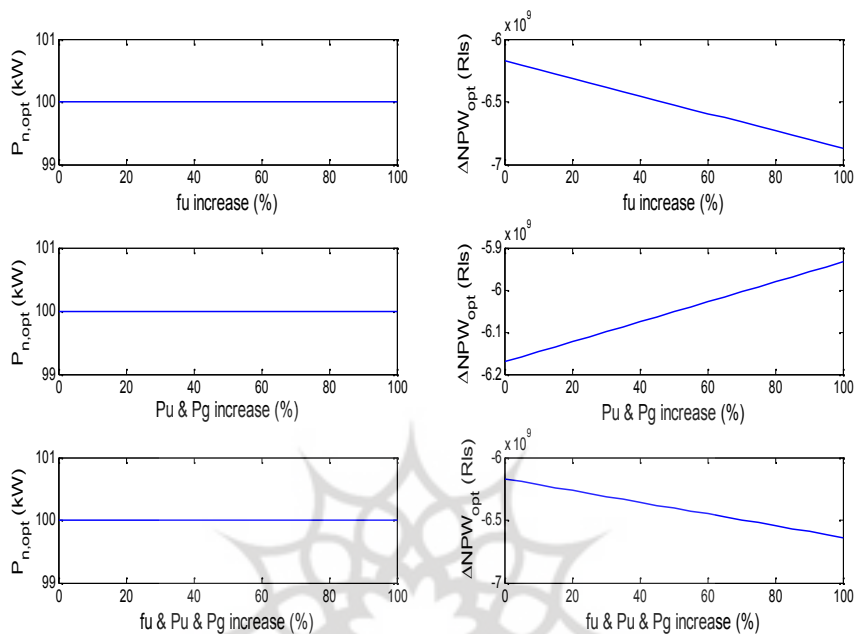 101
100
99
0 20 40 60 80 100
P_n,opt (kW)
fu increase (%)
x 10^9
-6
-6.5
-7
0 20 40 60 80 100
ΔNPW_opt (Rls)
fu increase (%)
101
100
99
0 20 40 60 80 100
P_n,opt (kW)
Pu & Pg increase (%)
x 10^9
-5.9
-6
-6.1
-6.2
0 20 40 60 80 100
ΔNPW_opt (Rls)
Pu & Pg increase (%)
101
100
99
0 20 40 60 80 100
P_n,opt (kW)
fu & Pu & Pg increase (%)
x 10^9
-6
-6.5
-7
0 20 40 60 80 100
ΔNPW_opt (Rls)
fu & Pu & Pg increase (%)